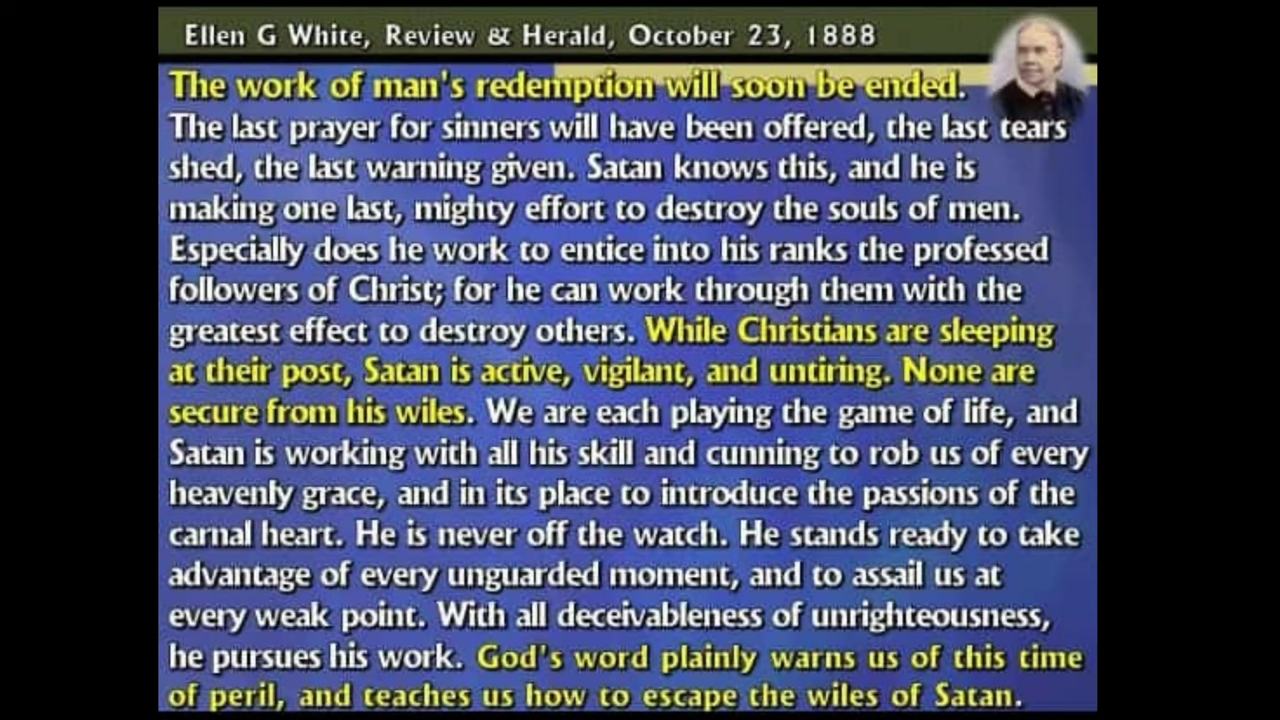 Ellen G White, Review & Herald, October 23, 1888
The work of man's redemption will soon be ended.
The last prayer for sinners will have been offered, the last tears
shed, the last warning given. Satan knows this, and he is
making one last, mighty effort to destroy the souls of men.
Especially does he work to entice into his ranks the professed
followers of Christ; for he can work through them with the
greatest effect to destroy others. While Christians are sleeping
at their post, Satan is active, vigilant, and untiring. None are
secure from his wiles. We are each playing the game of life, and
Satan is working with all his skill and cunning to rob us of every
heavenly grace, and in its place to introduce the passions of the
carnal heart. He is never off the watch. He stands ready to take
advantage of every unguarded moment, and to assail us at
every weak point. With all deceivableness of unrighteousness,
he pursues his work. God's word plainly warns us of this time
of peril, and teaches us how to escape the wiles of Satan.